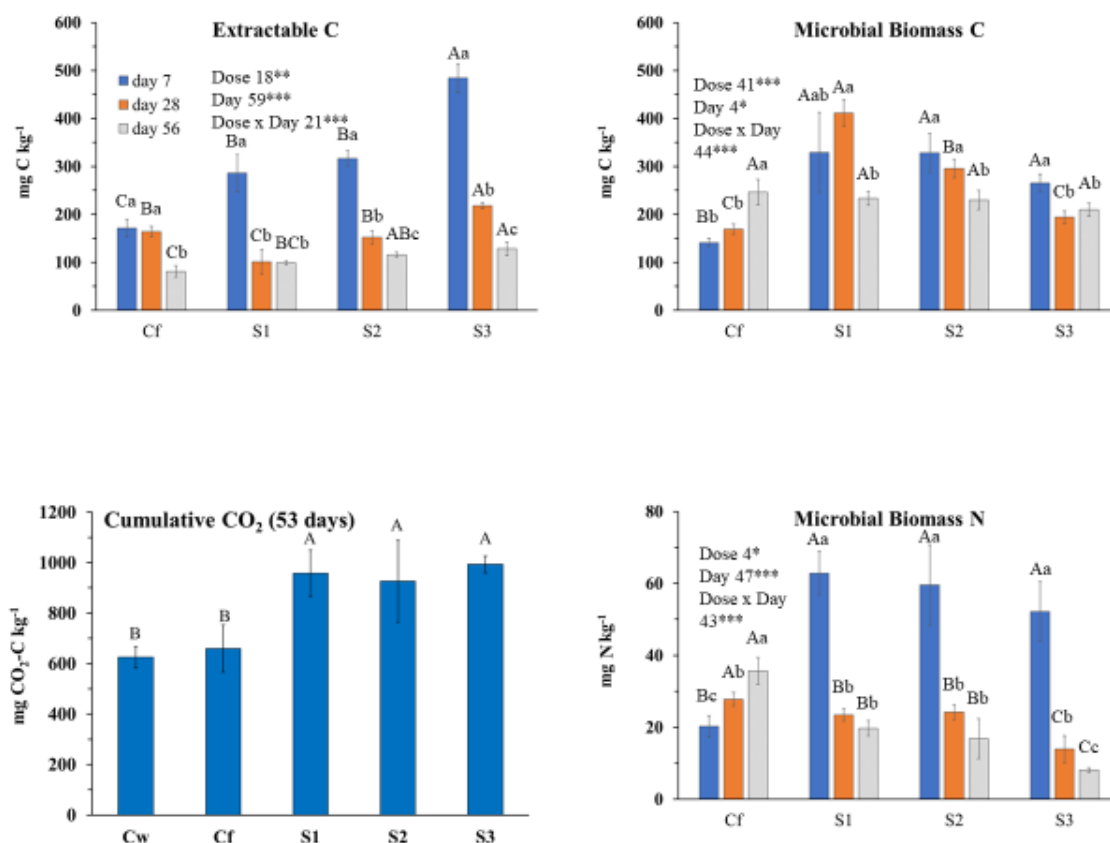 Extractable C
600
500
400
300
200
100
0
mg C kg⁻¹
day 7
day 28
day 56
Dose 18**
Day 59***
Dose x Day 21***
Ca
Ba
Cb
Ba
Cb
BCb
Ba
Bb
ABc
Aa
Ab
Ac
Cf
S1
S2
S3
Microbial Biomass C
600
500
400
300
200
100
0
mg C kg⁻¹
Dose 41***
Day 4*
Dose x Day
44***
Bb
Cb
Aa
Aab
Aa
Ab
Aa
Ba
Ab
Aa
Cb
Ab
Cf
S1
S2
S3
Cumulative CO₂ (53 days)
1200
1000
800
600
400
200
0
mg CO₂-C kg⁻¹
B
B
A
A
A
Cw
Cf
S1
S2
S3
Microbial Biomass N
80
60
40
20
0
mg N kg⁻¹
Dose 4*
Day 47***
Dose x Day
43***
Bc
Ab
Aa
Aa
Bb
Bb
Aa
Bb
Bb
Aa
Cb
Cc
Cf
S1
S2
S3